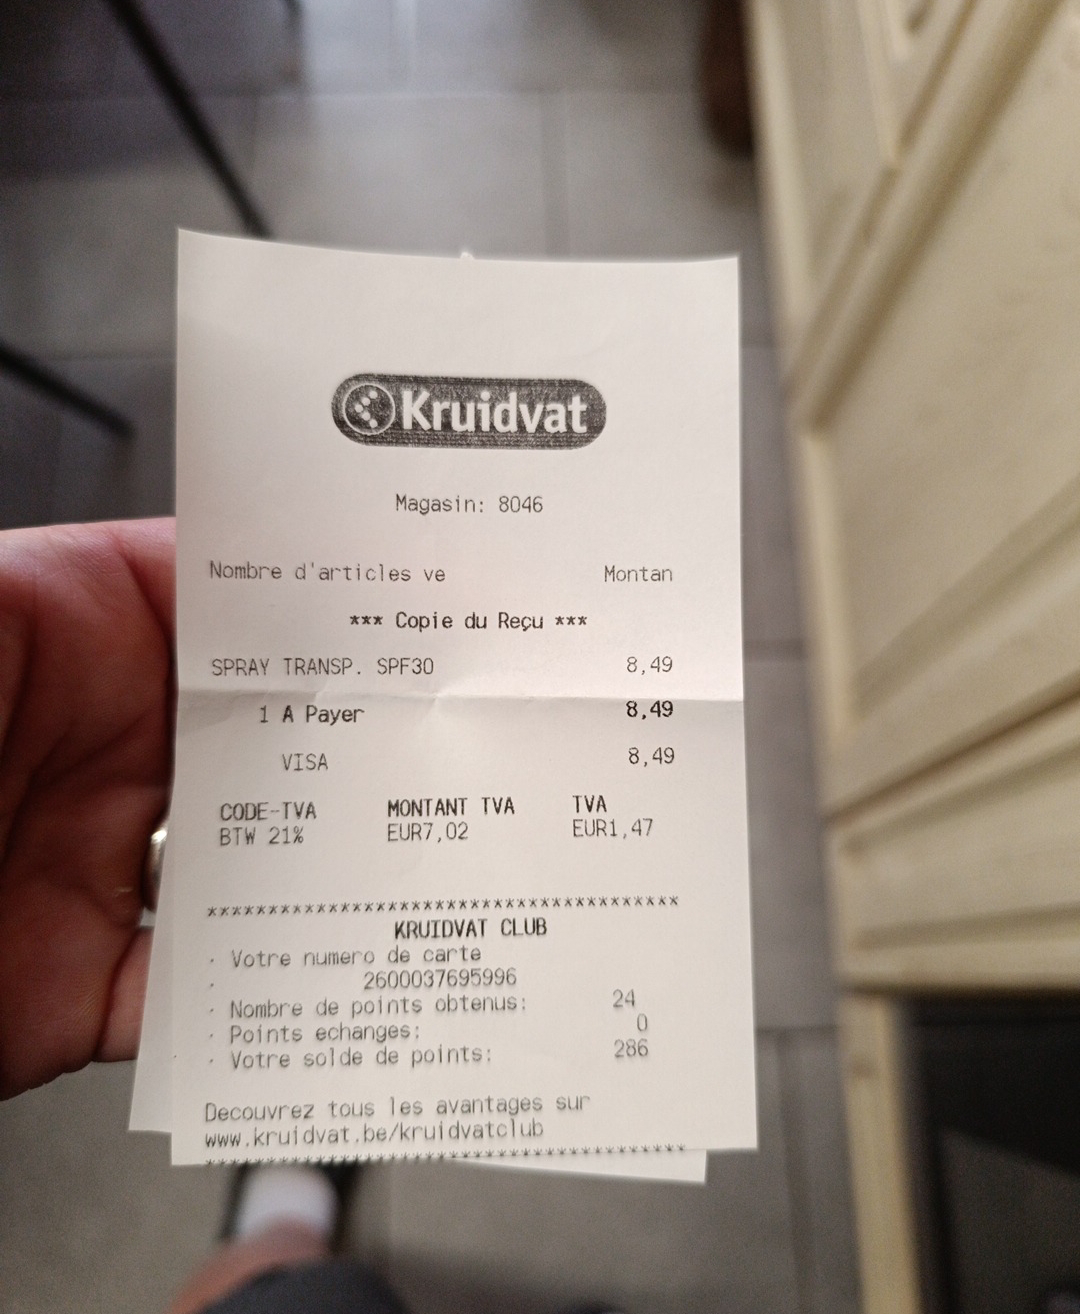 Kruidvat
Magasin: 8046
Nombre d'articles ve Montan
*** Copie du Reçu ***
SPRAY TRANSP. SPF30 8,49
1 A Payer 8,49
VISA 8,49
CODE-TVA MONTANT TVA TVA
BTW 21% EUR7,02 EUR1,47
***************************************
KRUIDVAT CLUB
· Votre numero de carte
· 2600037695996
· Nombre de points obtenus: 24
· Points echanges: 0
· Votre solde de points: 286
Decouvrez tous les avantages sur
www.kruidvat.be/kruidvatclub
***************************************